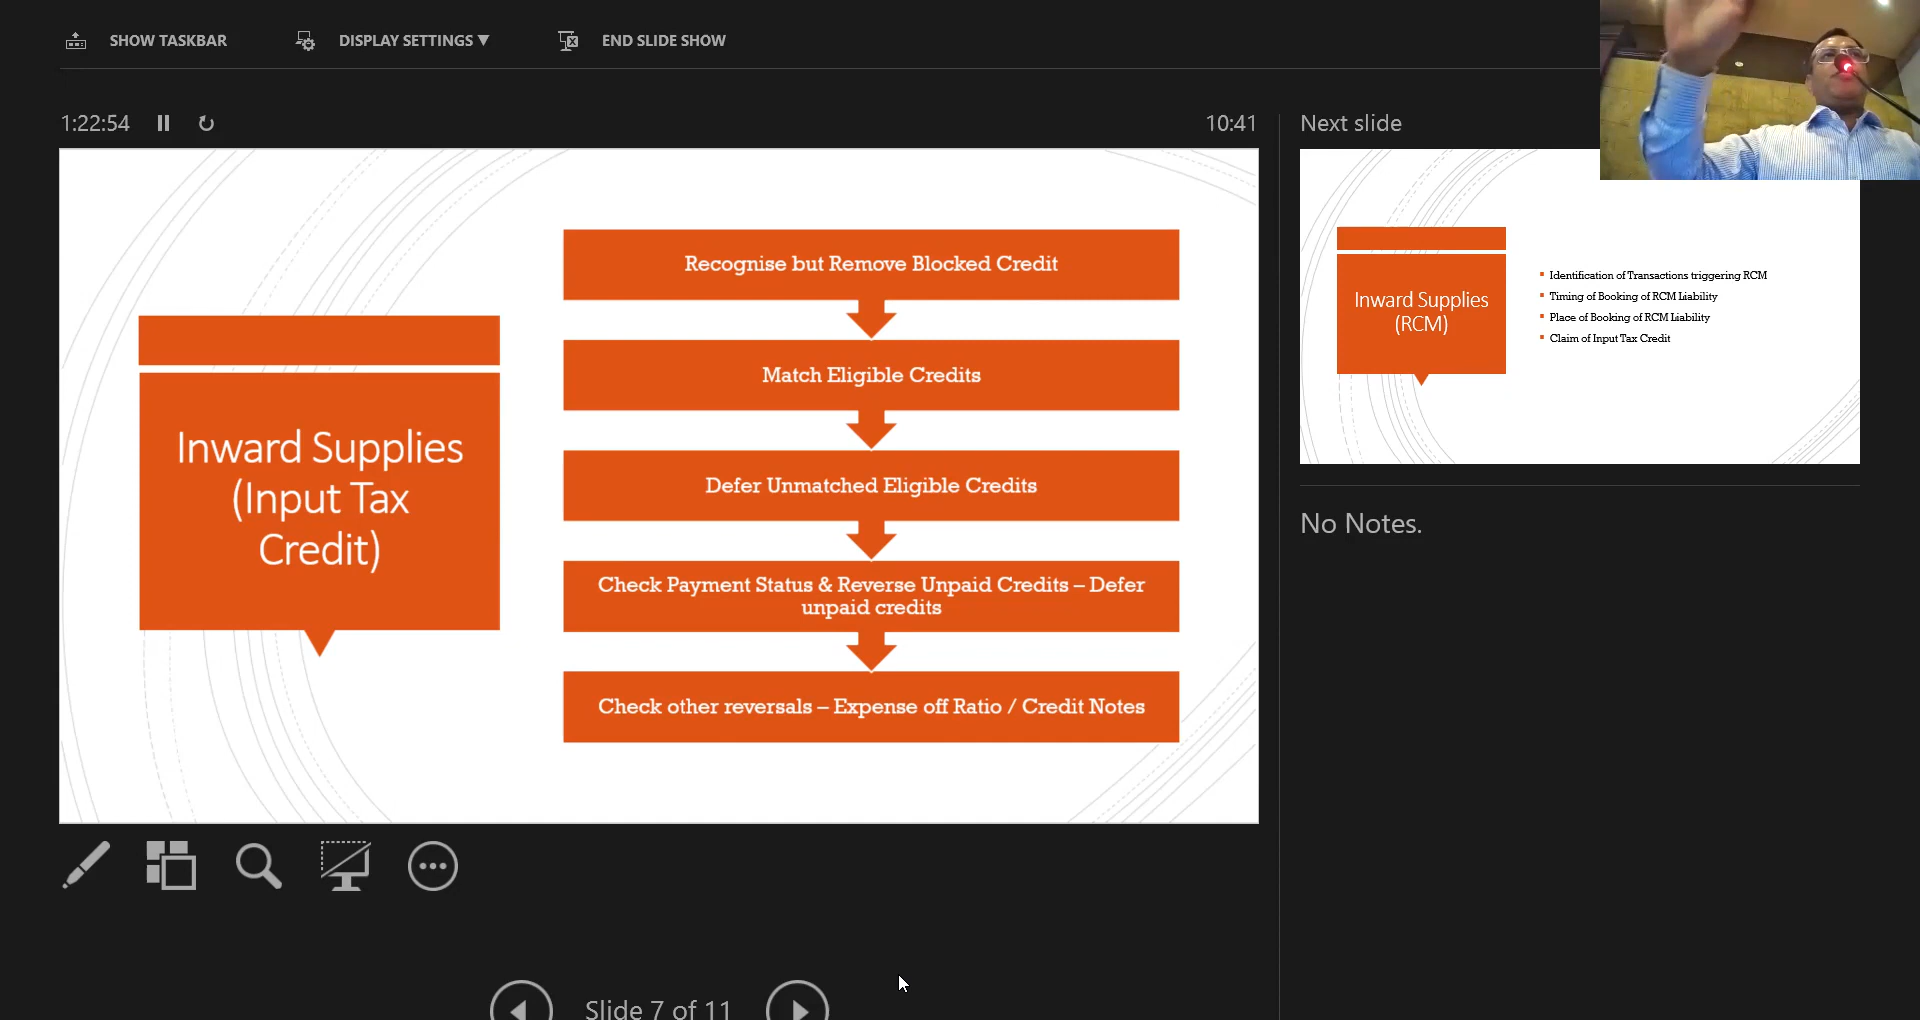 SHOW TASKBAR
DISPLAY SETTINGS ▼
END SLIDE SHOW
1:22:54
10:41
Next slide
Inward Supplies
(Input Tax
Credit)
Recognise but Remove Blocked Credit
Match Eligible Credits
Defer Unmatched Eligible Credits
Check Payment Status & Reverse Unpaid Credits – Defer
unpaid credits
Check other reversals – Expense off Ratio / Credit Notes
Inward Supplies
(RCM)
Identification of Transactions triggering RCM
Timing of Booking of RCM Liability
Place of Booking of RCM Liability
Claim of Input Tax Credit
No Notes.
Slide 7 of 11